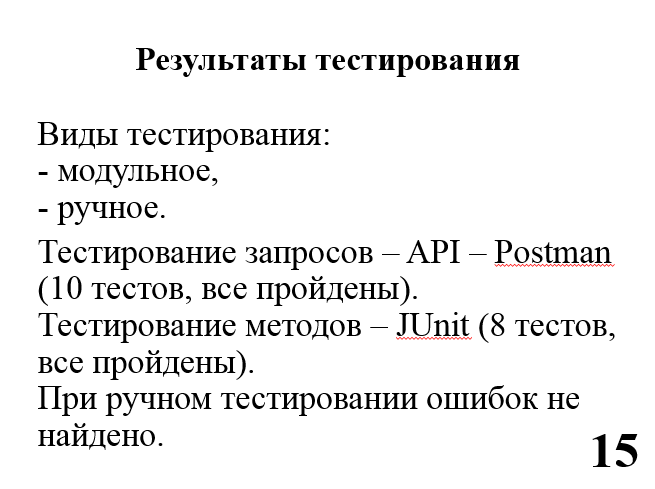 Результаты тестирования
Виды тестирования:
- модульное,
- ручное.
Тестирование запросов – API – Postman
(10 тестов, все пройдены).
Тестирование методов – JUnit (8 тестов,
все пройдены).
При ручном тестировании ошибок не
найдено.
15